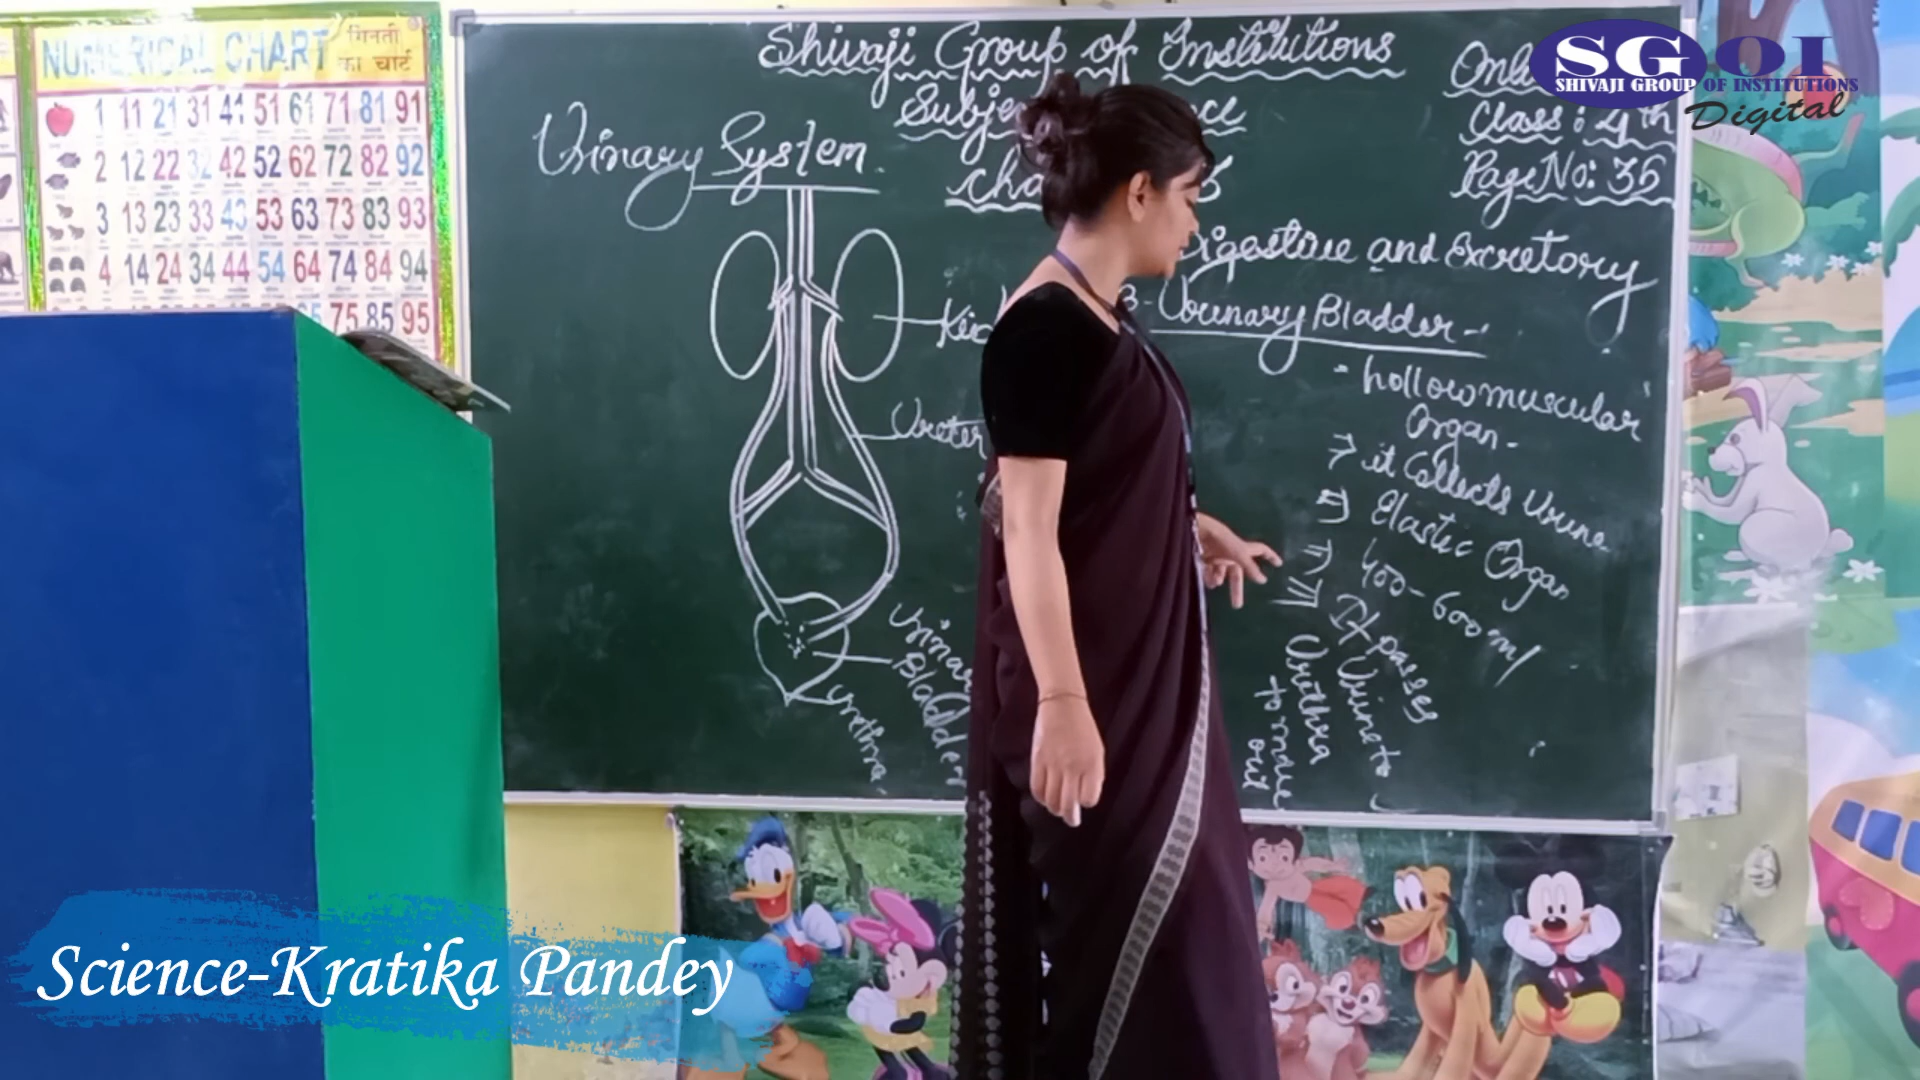 NUMERICAL CHART
गिनती
का चार्ट
1 11 21 31 41 51 61 71 81 91
2 12 22 32 42 52 62 72 82 92
3 13 23 33 43 53 63 73 83 93
4 14 24 34 44 54 64 74 84 94
75 85 95
Shivaji Group of Institutions
Class : 4th
Page No: 36
Urinary System
Kid
Ureter
Urinary
Bladder
Urethra
Digestive and Excretory
3- Urinary Bladder -
hollow muscular
Organ -
it Collects Urine
Elastic Organ
400-600 ml
It passes
Urine to
Urethra
out
SGOI
SHIVAJI GROUP OF INSTITUTIONS
Digital
Science-Kratika Pandey